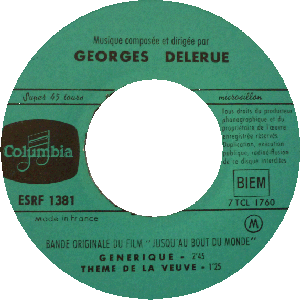 Musique composée et dirigée par
GEORGES DELERUE
Super 45 tours
microsillon
Tous droits du producteur
phonographique et du
propriétaire de l'œuvre
enregistrée réservés
Duplication, exécution
publique, radiodiffusion
de ce disque interdites
Columbia
ESRF 1381
BIEM
7 TCL 1760
Made in France
M
BANDE ORIGINALE DU FILM "JUSQU'AU BOUT DU MONDE"
GENERIQUE - 2'45
THEME DE LA VEUVE - 1'25